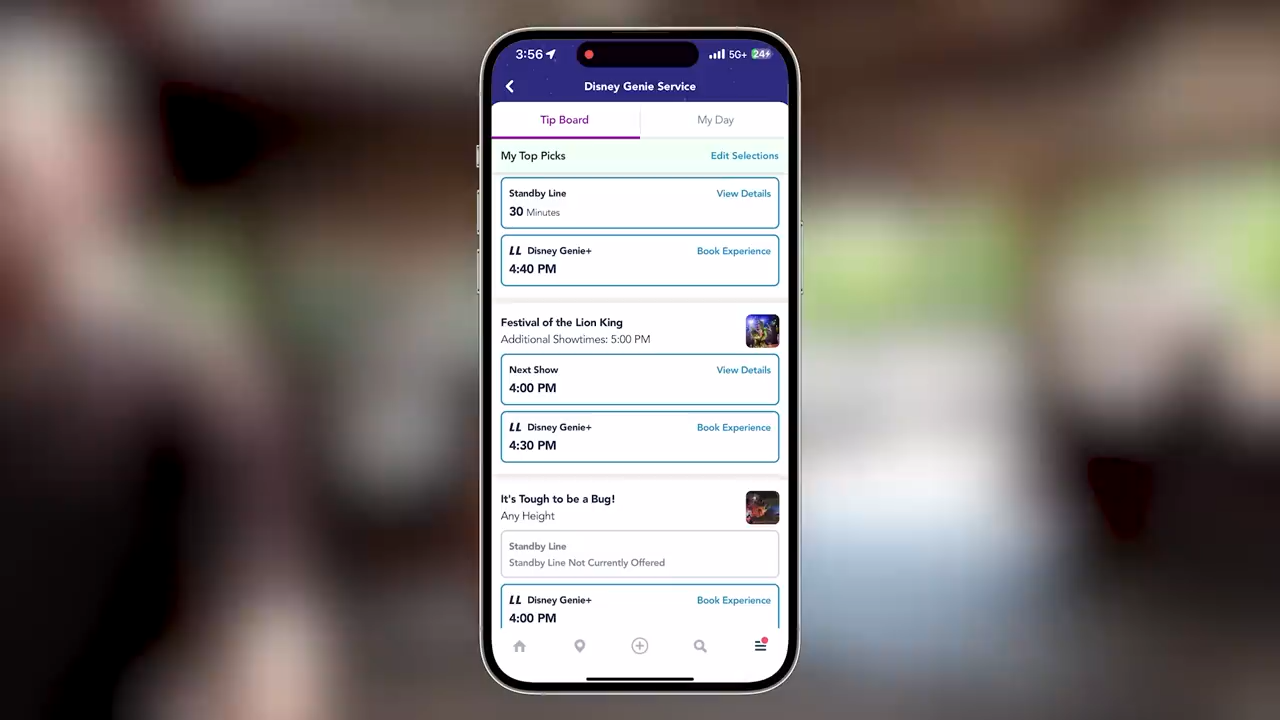 3:56
5G+ 24
Disney Genie Service
Tip Board
My Day
My Top Picks
Edit Selections
Standby Line
View Details
30 Minutes
LL Disney Genie+
Book Experience
4:40 PM
Festival of the Lion King
Additional Showtimes: 5:00 PM
Next Show
View Details
4:00 PM
LL Disney Genie+
Book Experience
4:30 PM
It's Tough to be a Bug!
Any Height
Standby Line
Standby Line Not Currently Offered
LL Disney Genie+
Book Experience
4:00 PM